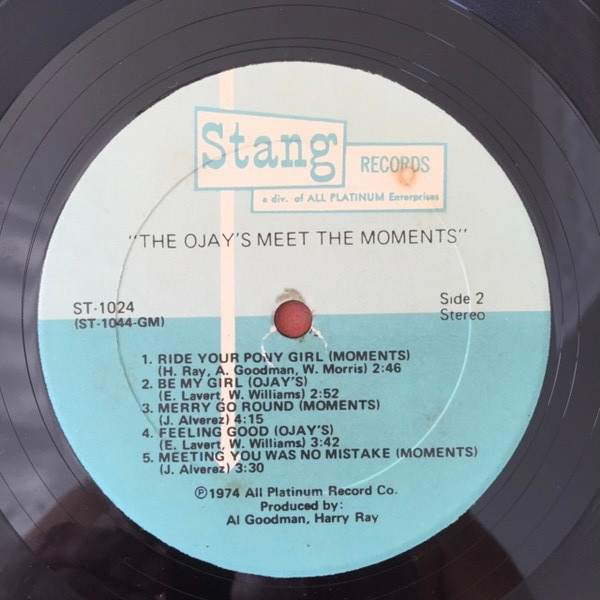 Stang
RECORDS
a div. of ALL PLATINUM Enterprises
"THE OJAY'S MEET THE MOMENTS"
ST-1024
(ST-1044-GM)
Side 2
Stereo
1. RIDE YOUR PONY GIRL (MOMENTS)
(H. Ray, A. Goodman, W. Morris) 2:46
2. BE MY GIRL (OJAY'S)
(E. Lavert, W. Williams) 2:52
3. MERRY GO ROUND (MOMENTS)
(J. Alverez) 4:15
4. FEELING GOOD (OJAY'S)
(E. Lavert, W. Williams) 3:42
5. MEETING YOU WAS NO MISTAKE (MOMENTS)
(J. Alverez) 3:30
℗1974 All Platinum Record Co.
Produced by:
Al Goodman, Harry Ray